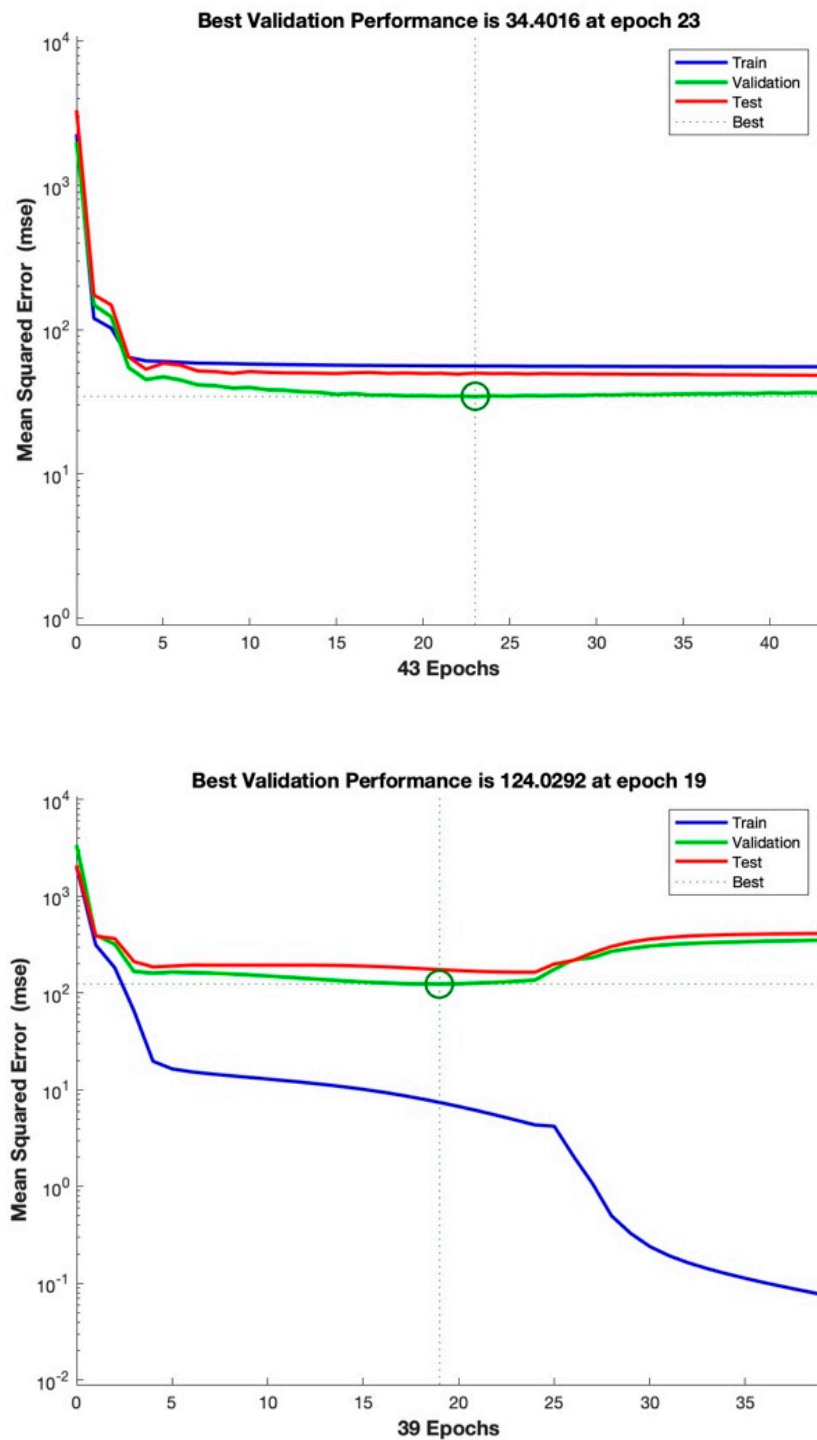 Best Validation Performance is 34.4016 at epoch 23
Train
Validation
Test
Best
Mean Squared Error (mse)
10^4
10^3
10^2
10^1
10^0
0 5 10 15 20 25 30 35 40
43 Epochs
Best Validation Performance is 124.0292 at epoch 19
Train
Validation
Test
Best
Mean Squared Error (mse)
10^4
10^3
10^2
10^1
10^0
10^-1
10^-2
0 5 10 15 20 25 30 35
39 Epochs